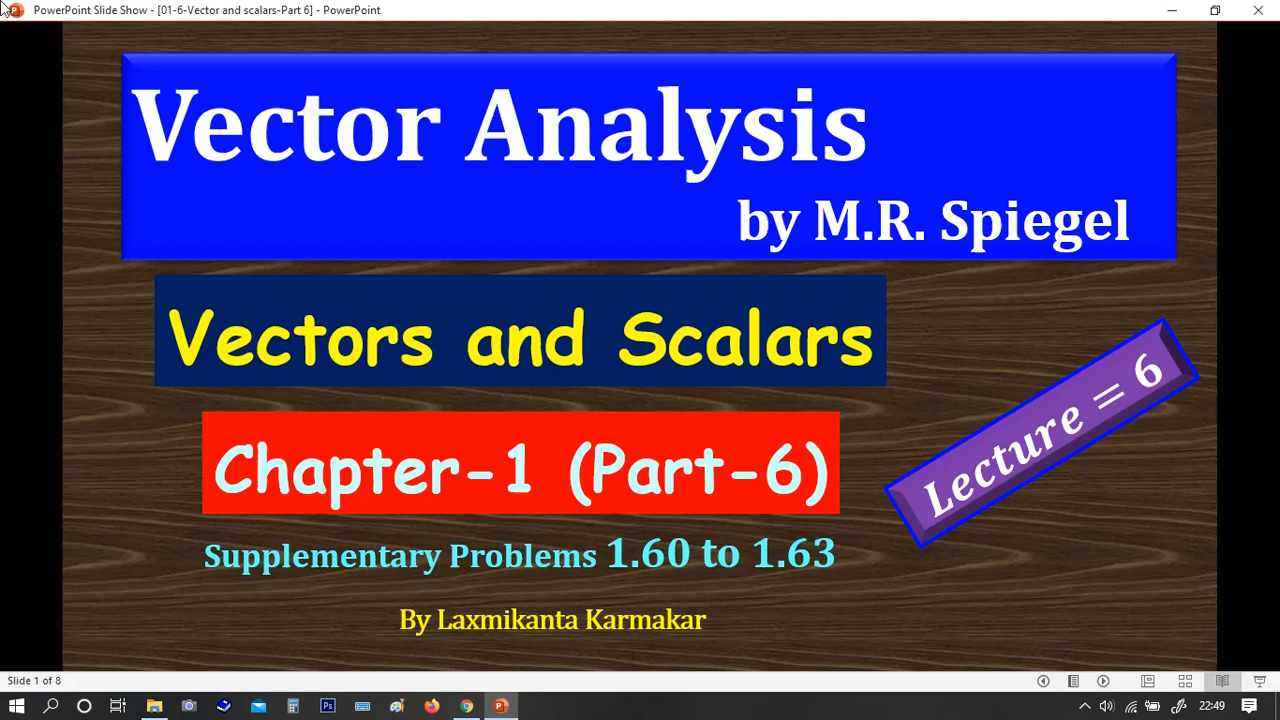 PowerPoint Slide Show - [01-6-Vector and scalars-Part 6] - PowerPoint
Vector Analysis
by M.R. Spiegel
Vectors and Scalars
Lecture = 6
Chapter-1 (Part-6)
Supplementary Problems 1.60 to 1.63
By Laxmikanta Karmakar
Slide 1 of 8
22:49